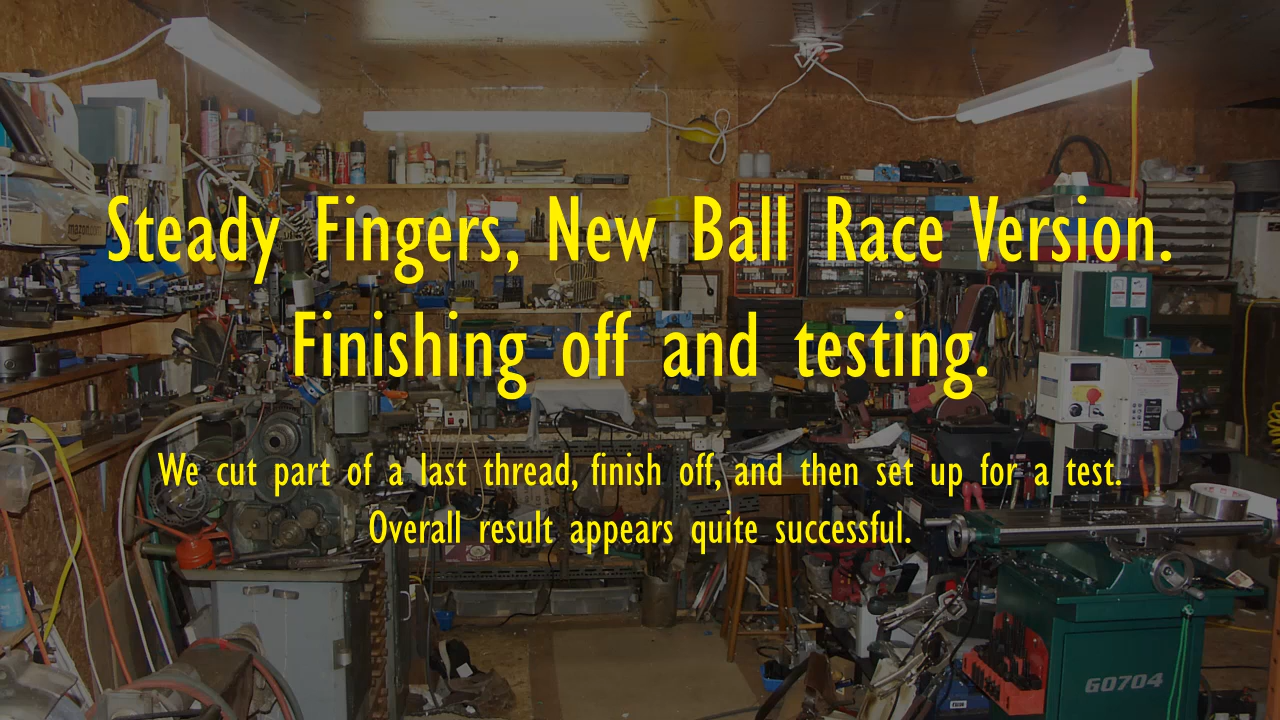 Steady Fingers, New Ball Race Version.
Finishing off and testing.
We cut part of a last thread, finish off, and then set up for a test.
Overall result appears quite successful.
amazon
G0704